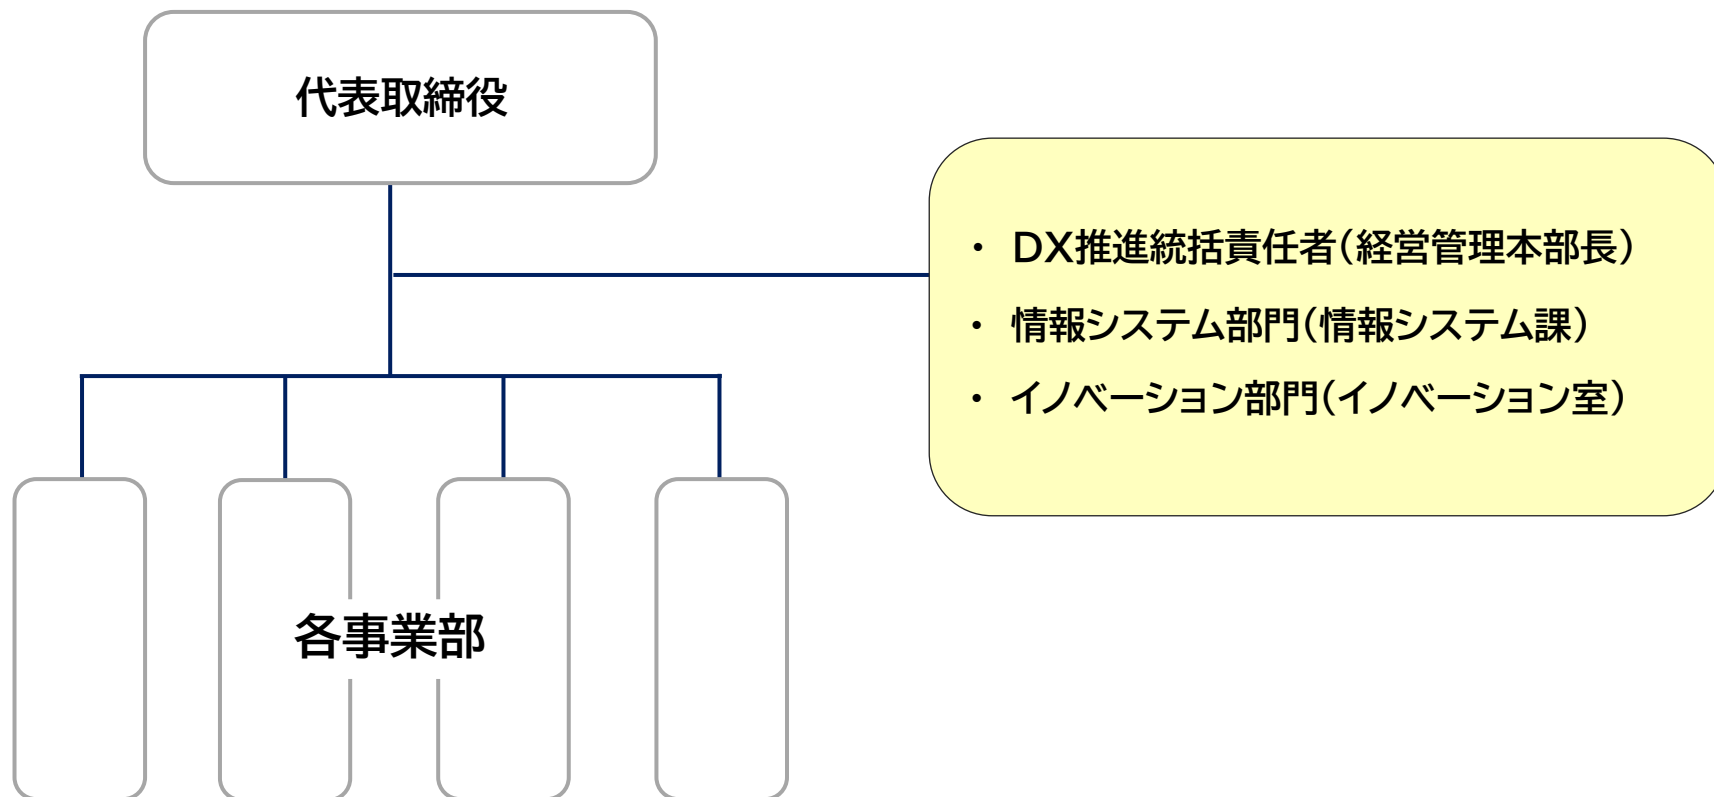 代表取締役
・ DX推進統括責任者(経営管理本部長)
・ 情報システム部門(情報システム課)
・ イノベーション部門(イノベーション室)
各事業部